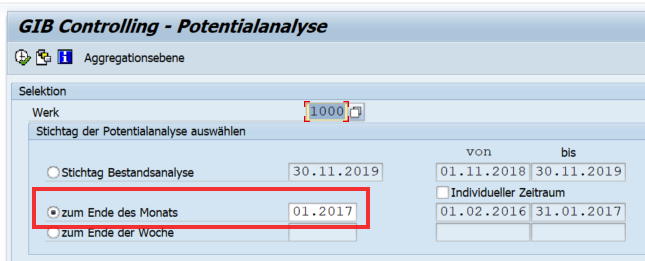 GIB Controlling - Potentialanalyse
Aggregationsebene
Selektion
Werk 1000
Stichtag der Potentialanalyse auswählen
von bis
Stichtag Bestandsanalyse 30.11.2019 01.11.2018 30.11.2019
Individueller Zeitraum
zum Ende des Monats 01.2017 01.02.2016 31.01.2017
zum Ende der Woche